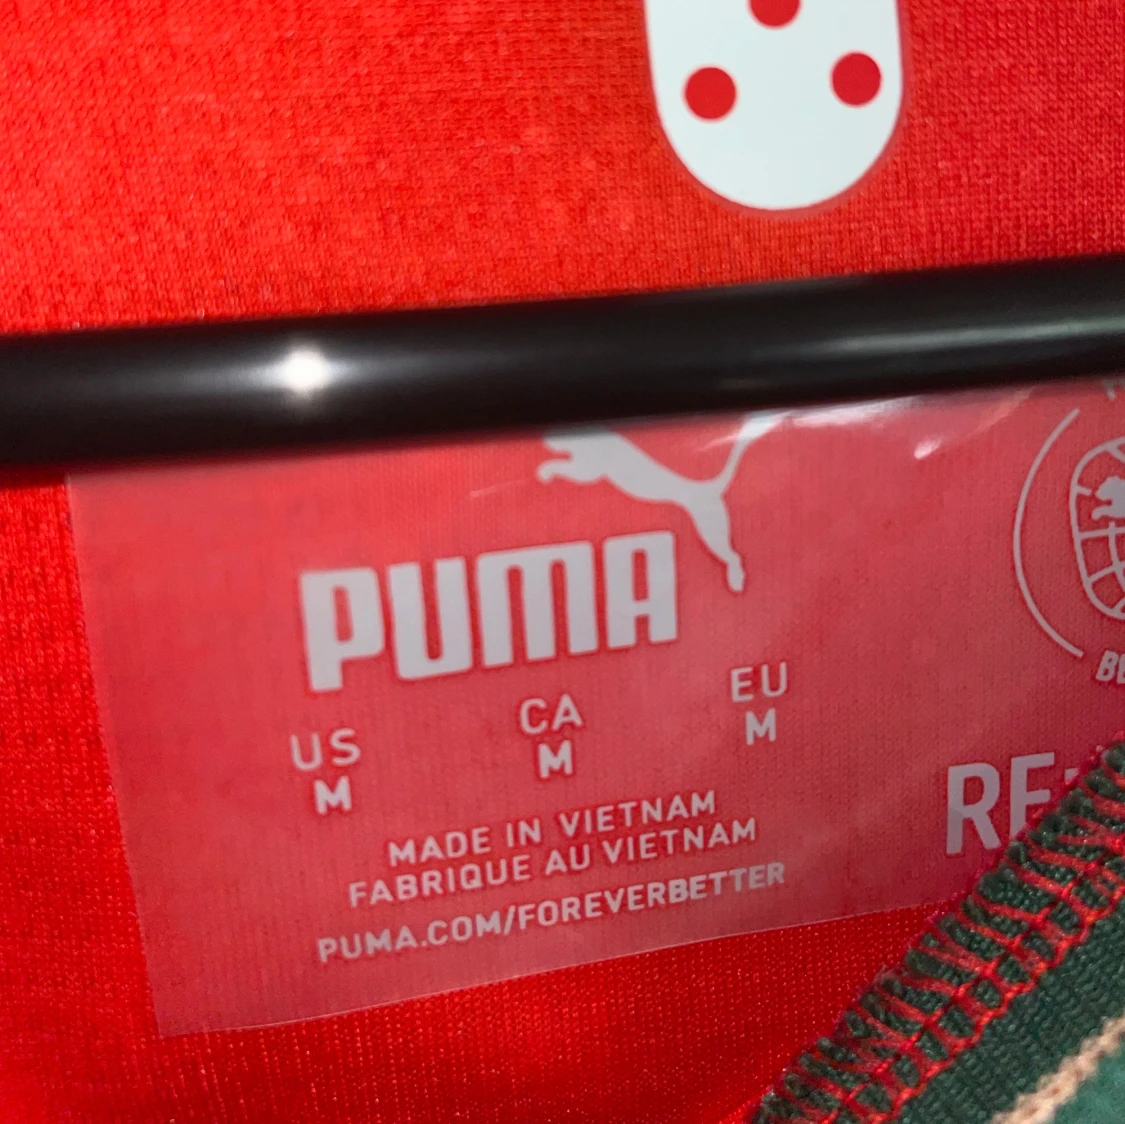 PUMA
US CA EU
M M M
MADE IN VIETNAM
FABRIQUE AU VIETNAM
PUMA.COM/FOREVERBETTER